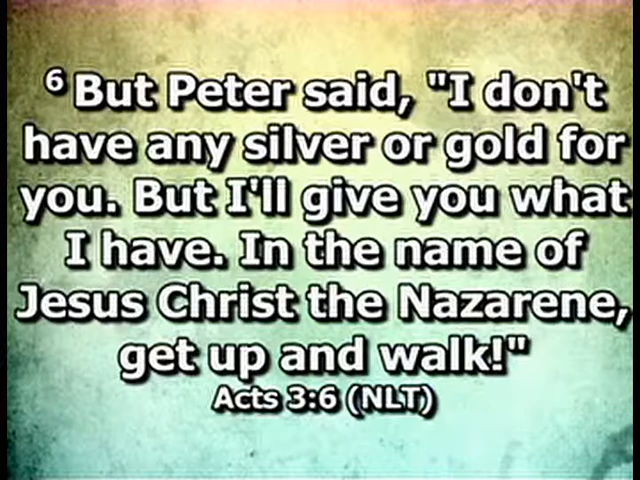 ⁶ But Peter said, "I don't
have any silver or gold for
you. But I'll give you what
I have. In the name of
Jesus Christ the Nazarene,
get up and walk!"
Acts 3:6 (NLT)